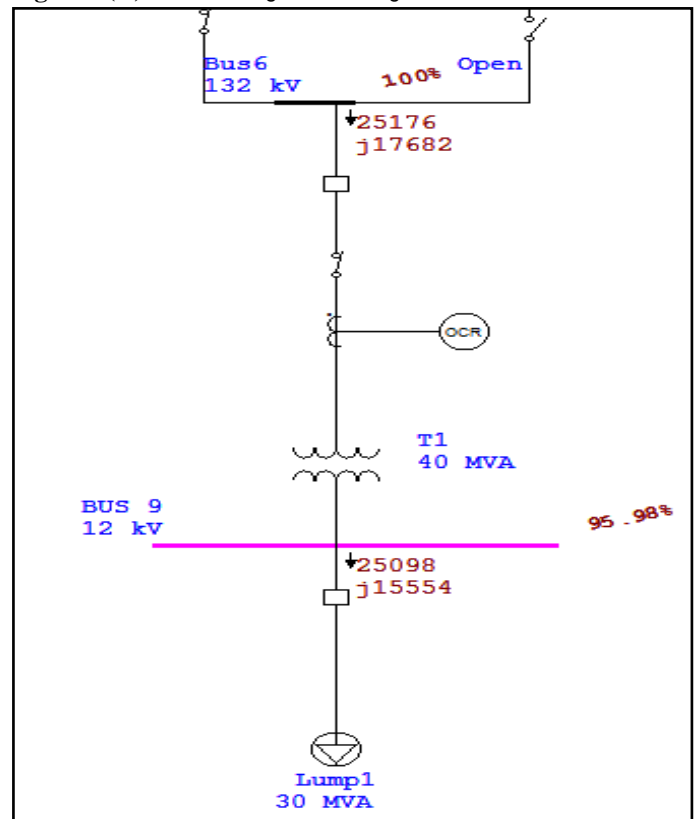 Bus6
132 kV
100%
Open
25176
j17682
OCR
T1
40 MVA
BUS 9
12 kV
95.98%
25098
j15554
Lump1
30 MVA